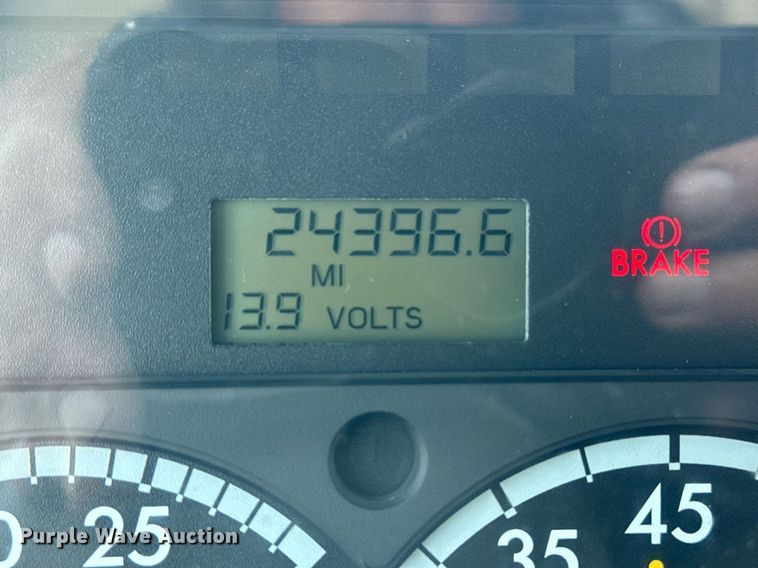 24396.6
MI
13.9 VOLTS
BRAKE
25
35
45
Purple Wave Auction